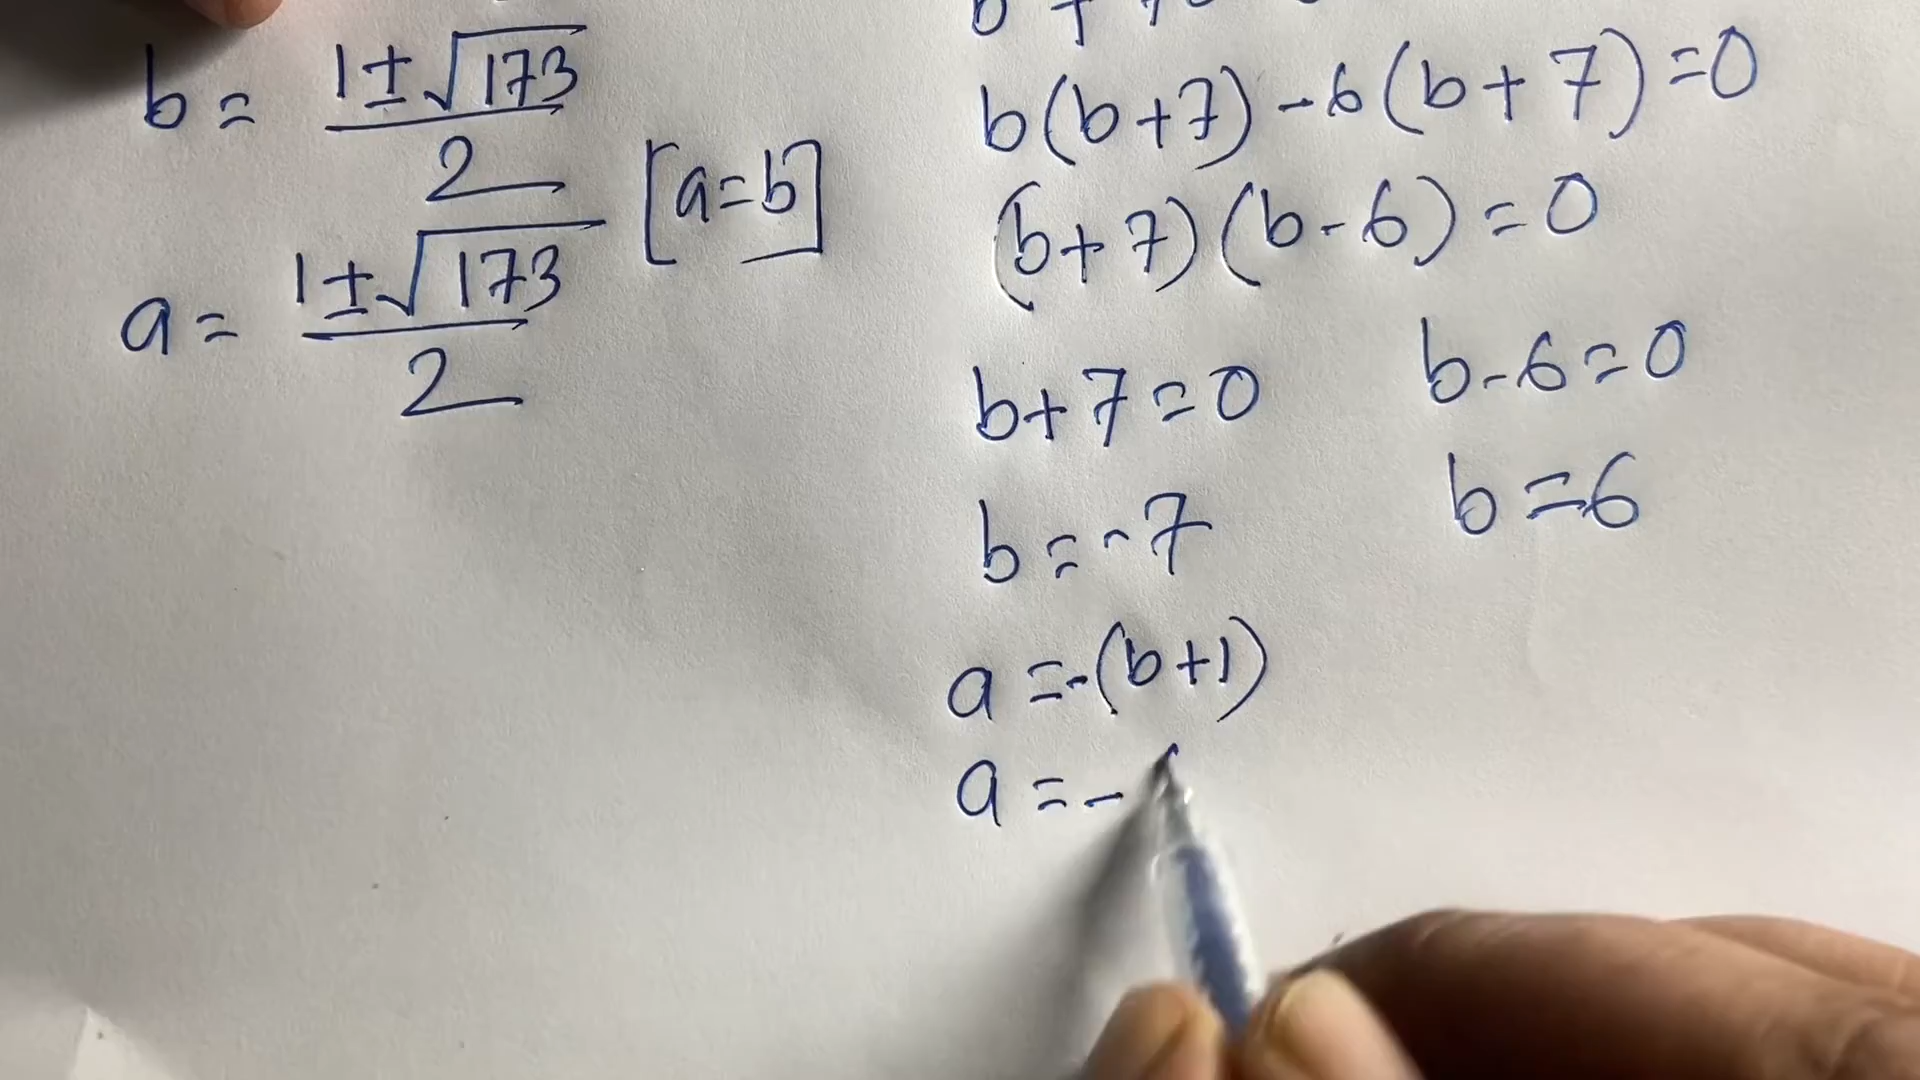 b = (1±√173)/2
[a=b]
a = (1±√173)/2
b(b+7)-6(b+7)=0
(b+7)(b-6)=0
b+7=0 b-6=0
b=-7 b=6
a=-(b+1)
a=-